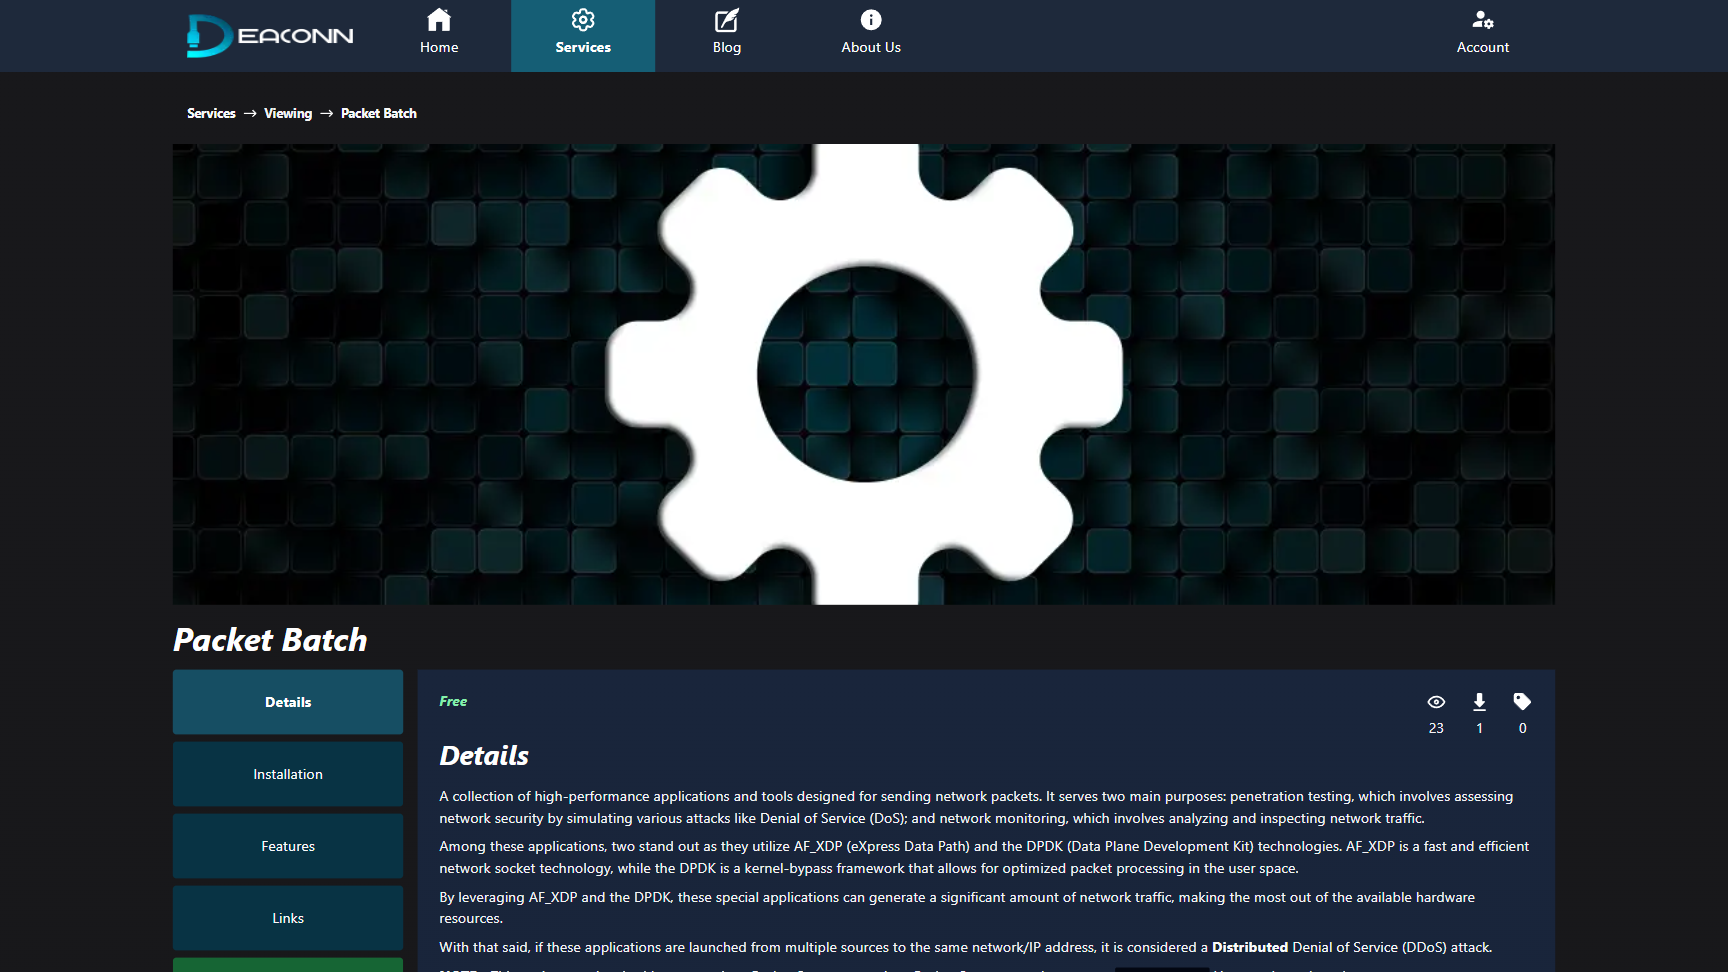 DEACONN
Home
Services
Blog
About Us
Account
Services → Viewing → Packet Batch
Packet Batch
Details
Installation
Features
Links
Free
23
1
0
Details
A collection of high-performance applications and tools designed for sending network packets. It serves two main purposes: penetration testing, which involves assessing
network security by simulating various attacks like Denial of Service (DoS); and network monitoring, which involves analyzing and inspecting network traffic.
Among these applications, two stand out as they utilize AF_XDP (eXpress Data Path) and the DPDK (Data Plane Development Kit) technologies. AF_XDP is a fast and efficient
network socket technology, while the DPDK is a kernel-bypass framework that allows for optimized packet processing in the user space.
By leveraging AF_XDP and the DPDK, these special applications can generate a significant amount of network traffic, making the most out of the available hardware
resources.
With that said, if these applications are launched from multiple sources to the same network/IP address, it is considered a Distributed Denial of Service (DDoS) attack.